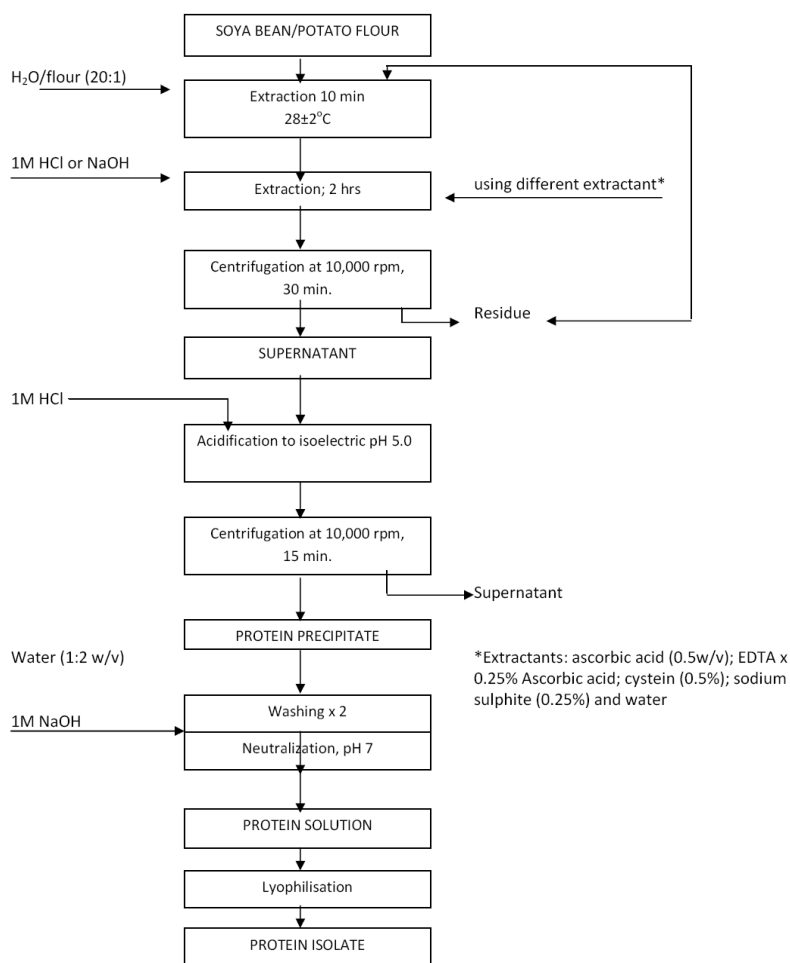 SOYA BEAN/POTATO FLOUR
H₂O/flour (20:1)
Extraction 10 min
28±2°C
1M HCl or NaOH
Extraction; 2 hrs
using different extractant*
Centrifugation at 10,000 rpm,
30 min.
Residue
SUPERNATANT
1M HCl
Acidification to isoelectric pH 5.0
Centrifugation at 10,000 rpm,
15 min.
Supernatant
PROTEIN PRECIPITATE
Water (1:2 w/v)
*Extractants: ascorbic acid (0.5w/v); EDTA x
0.25% Ascorbic acid; cystein (0.5%); sodium
sulphite (0.25%) and water
Washing x 2
1M NaOH
Neutralization, pH 7
PROTEIN SOLUTION
Lyophilisation
PROTEIN ISOLATE